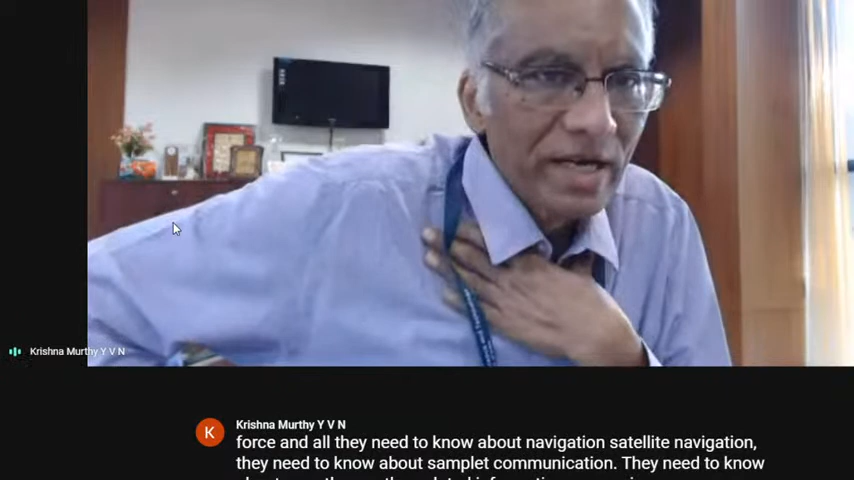 Krishna Murthy Y V N
K
Krishna Murthy Y V N
force and all they need to know about navigation satellite navigation,
they need to know about samplet communication. They need to know